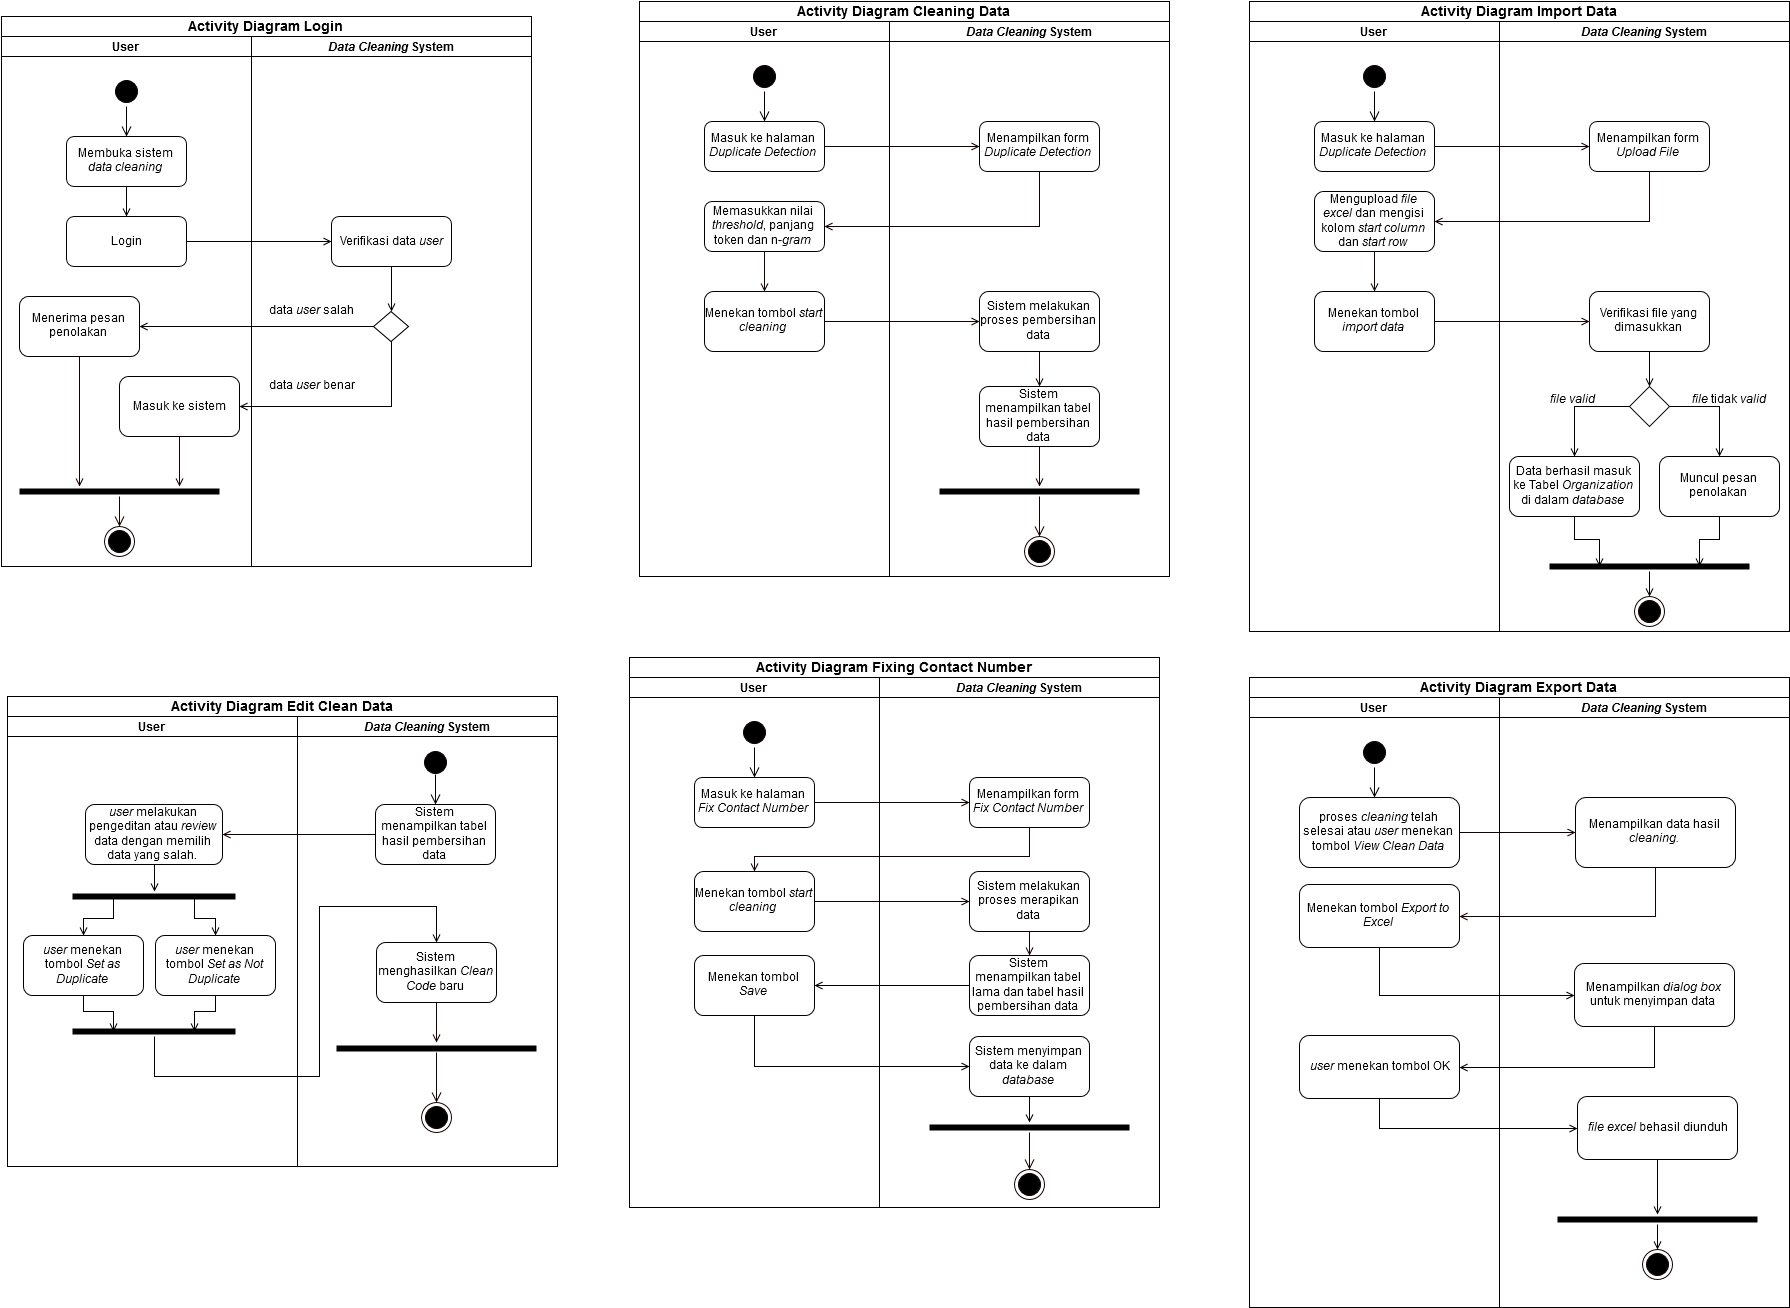 Activity Diagram Login
User
Data Cleaning System
Membuka sistem
data cleaning
Login
Verifikasi data user
data user salah
Menerima pesan
penolakan
data user benar
Masuk ke sistem
Activity Diagram Cleaning Data
User
Data Cleaning System
Masuk ke halaman
Duplicate Detection
Menampilkan form
Duplicate Detection
Memasukkan nilai
threshold, panjang
token dan n-gram
Menekan tombol start
cleaning
Sistem melakukan
proses pembersihan
data
Sistem
menampilkan tabel
hasil pembersihan
data
Activity Diagram Import Data
User
Data Cleaning System
Masuk ke halaman
Duplicate Detection
Menampilkan form
Upload File
Mengupload file
excel dan mengisi
kolom start column
dan start row
Menekan tombol
import data
Verifikasi file yang
dimasukkan
file valid
file tidak valid
Data berhasil masuk
ke Tabel Organization
di dalam database
Muncul pesan
penolakan
Activity Diagram Edit Clean Data
User
Data Cleaning System
Sistem
menampilkan tabel
hasil pembersihan
data
user melakukan
pengeditan atau review
data dengan memilih
data yang salah.
user menekan
tombol Set as
Duplicate
user menekan
tombol Set as Not
Duplicate
Sistem
menghasilkan Clean
Code baru
Activity Diagram Fixing Contact Number
User
Data Cleaning System
Masuk ke halaman
Fix Contact Number
Menampilkan form
Fix Contact Number
Menekan tombol start
cleaning
Sistem melakukan
proses merapikan
data
Sistem
menampilkan tabel
lama dan tabel hasil
pembersihan data
Menekan tombol
Save
Sistem menyimpan
data ke dalam
database
Activity Diagram Export Data
User
Data Cleaning System
proses cleaning telah
selesai atau user menekan
tombol View Clean Data
Menampilkan data hasil
cleaning.
Menekan tombol Export to
Excel
Menampilkan dialog box
untuk menyimpan data
user menekan tombol OK
file excel behasil diunduh